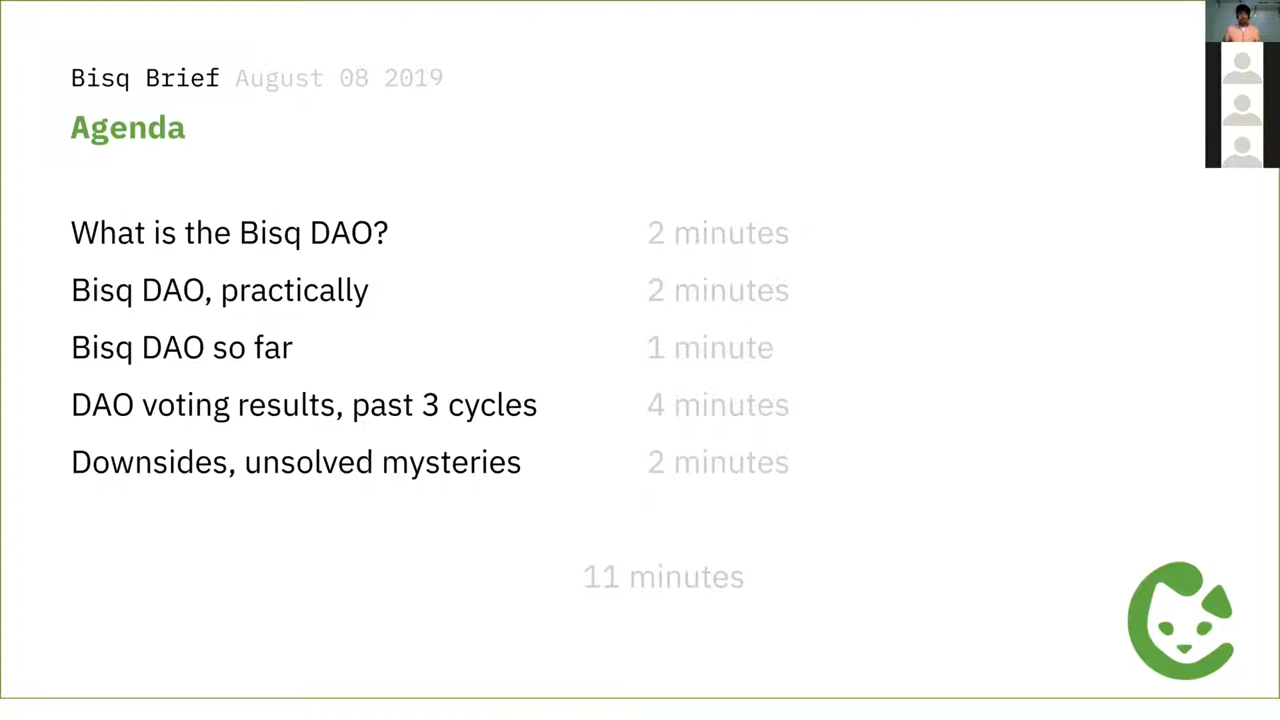 Bisq Brief August 08 2019
Agenda
What is the Bisq DAO? 2 minutes
Bisq DAO, practically 2 minutes
Bisq DAO so far 1 minute
DAO voting results, past 3 cycles 4 minutes
Downsides, unsolved mysteries 2 minutes
11 minutes